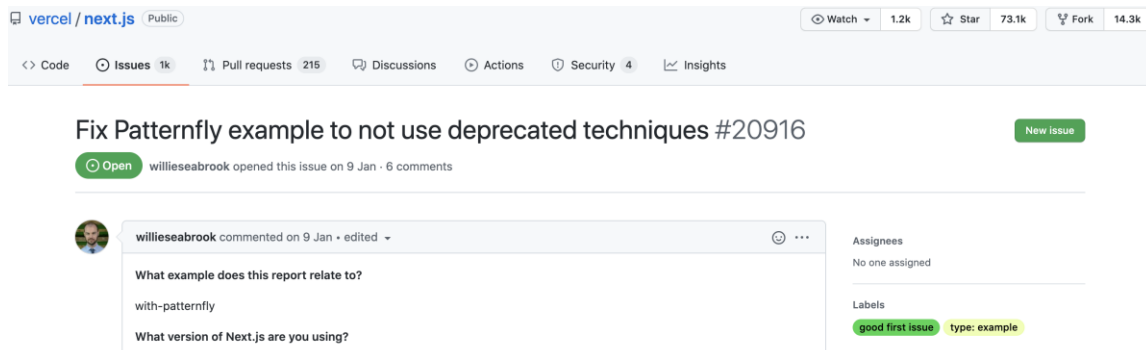 vercel / next.js Public
Watch 1.2k Star 73.1k Fork 14.3k
Code Issues 1k Pull requests 215 Discussions Actions Security 4 Insights
Fix Patternfly example to not use deprecated techniques #20916
New issue
Open willieseabrook opened this issue on 9 Jan · 6 comments
willieseabrook commented on 9 Jan • edited
Assignees
What example does this report relate to?
No one assigned
with-patternfly
Labels
good first issue type: example
What version of Next.js are you using?